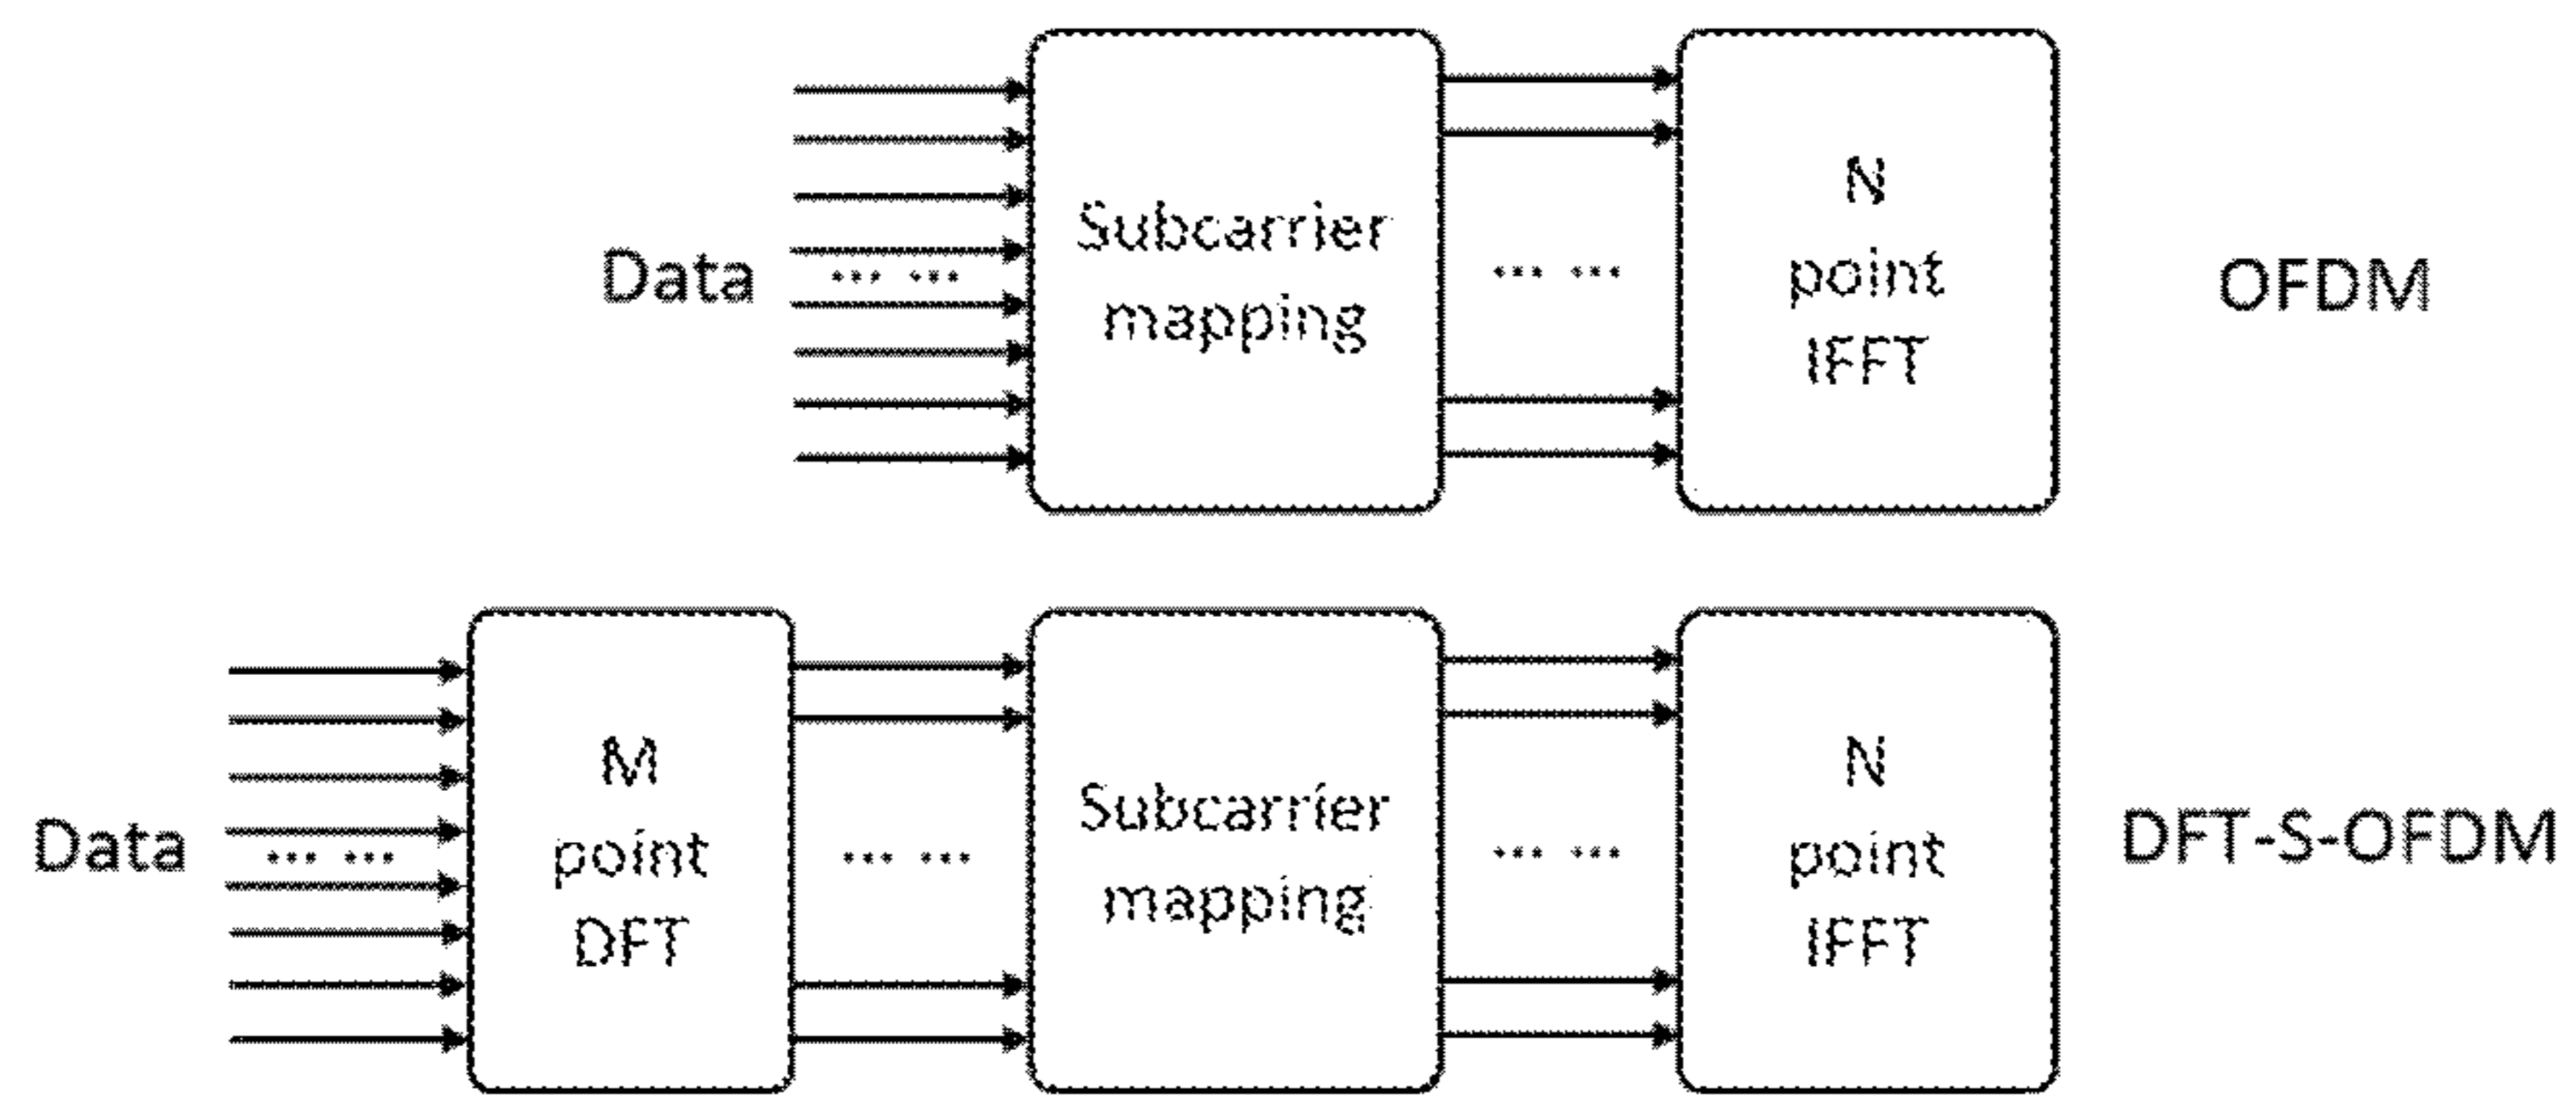 Data
... ...
Subcarrier
mapping
... ...
N
point
IFFT
OFDM
Data
... ...
M
point
DFT
... ...
Subcarrier
mapping
... ...
N
point
IFFT
DFT-S-OFDM